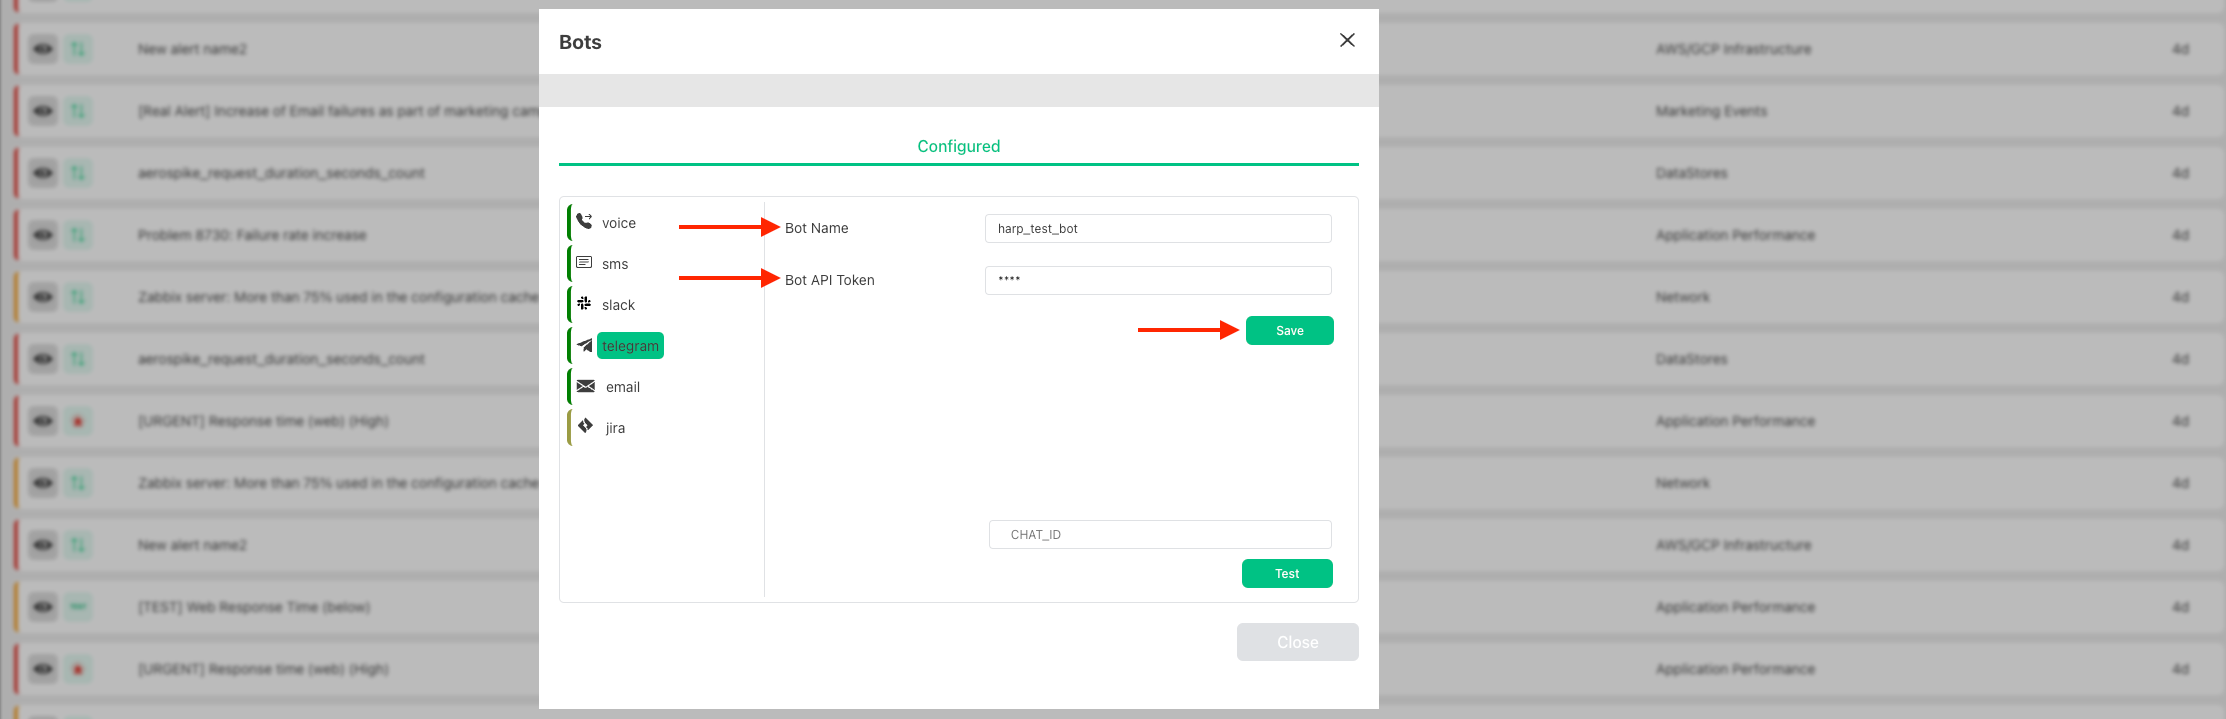 Bots
Configured
voice
sms
slack
telegram
email
jira
Bot Name
harp_test_bot
Bot API Token
****
Save
CHAT_ID
Test
Close
New alert name2
AWS/GCP Infrastructure
4d
[Real Alert] Increase of Email failures as part of marketing cam
Marketing Events
4d
aerospike_request_duration_seconds_count
DataStores
4d
Problem 8730: Failure rate increase
Application Performance
4d
Zabbix server: More than 75% used in the configuration cache
Network
4d
aerospike_request_duration_seconds_count
DataStores
4d
[URGENT] Response time (web) (High)
Application Performance
4d
Zabbix server: More than 75% used in the configuration cache
Network
4d
New alert name2
AWS/GCP Infrastructure
4d
[TEST] Web Response Time (below)
Application Performance
4d
[URGENT] Response time (web) (High)
Application Performance
4d